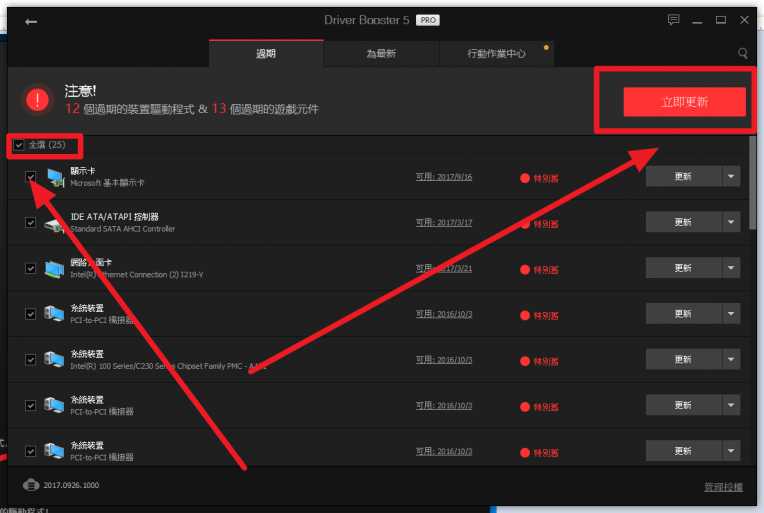 Driver Booster 5 PRO
過期
為最新
行動作業中心
注意!
12 個過期的裝置驅動程式 & 13 個過期的遊戲元件
立即更新
全選 (25)
顯示卡
Microsoft 基本顯示卡
可用: 2017/9/16
特別舊
更新
IDE ATA/ATAPI 控制器
Standard SATA AHCI Controller
可用: 2017/3/17
特別舊
更新
網路介面卡
Intel(R) Ethernet Connection (2) I219-V
可用: 2017/3/21
特別舊
更新
系統裝置
PCI-to-PCI 橋接器
可用: 2016/10/3
特別舊
更新
系統裝置
Intel(R) 100 Series/C230 Series Chipset Family PMC -
可用: 2016/10/3
特別舊
更新
系統裝置
PCI-to-PCI 橋接器
可用: 2016/10/3
特別舊
更新
系統裝置
PCI-to-PCI 橋接器
可用: 2016/10/3
特別舊
更新
2017.0926.1000
管理授權